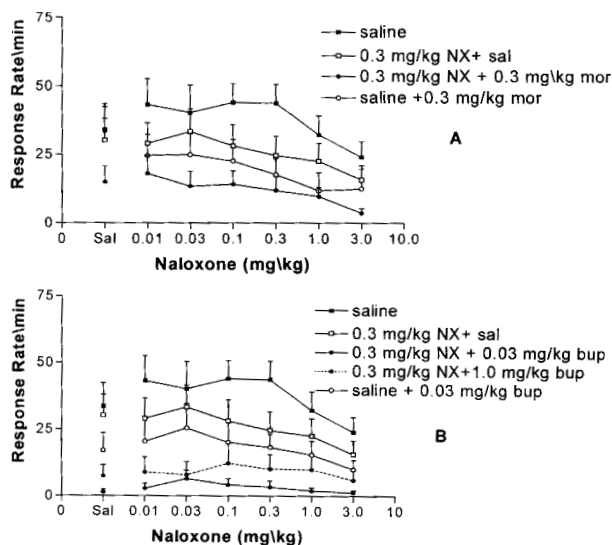 saline
0.3 mg/kg NX+ sal
0.3 mg/kg NX + 0.3 mg\kg mor
saline +0.3 mg/kg mor
A
Response Rate\min
75
50
25
0
0 Sal 0.01 0.03 0.1 0.3 1.0 3.0 10.0
Naloxone (mg\kg)
saline
0.3 mg/kg NX+ sal
0.3 mg/kg NX + 0.03 mg/kg bup
0.3 mg/kg NX+1.0 mg/kg bup
saline + 0.03 mg/kg bup
B
Response Rate\min
75
50
25
0
0 Sal 0.01 0.03 0.1 0.3 1.0 3.0 10
Naloxone (mg\kg)